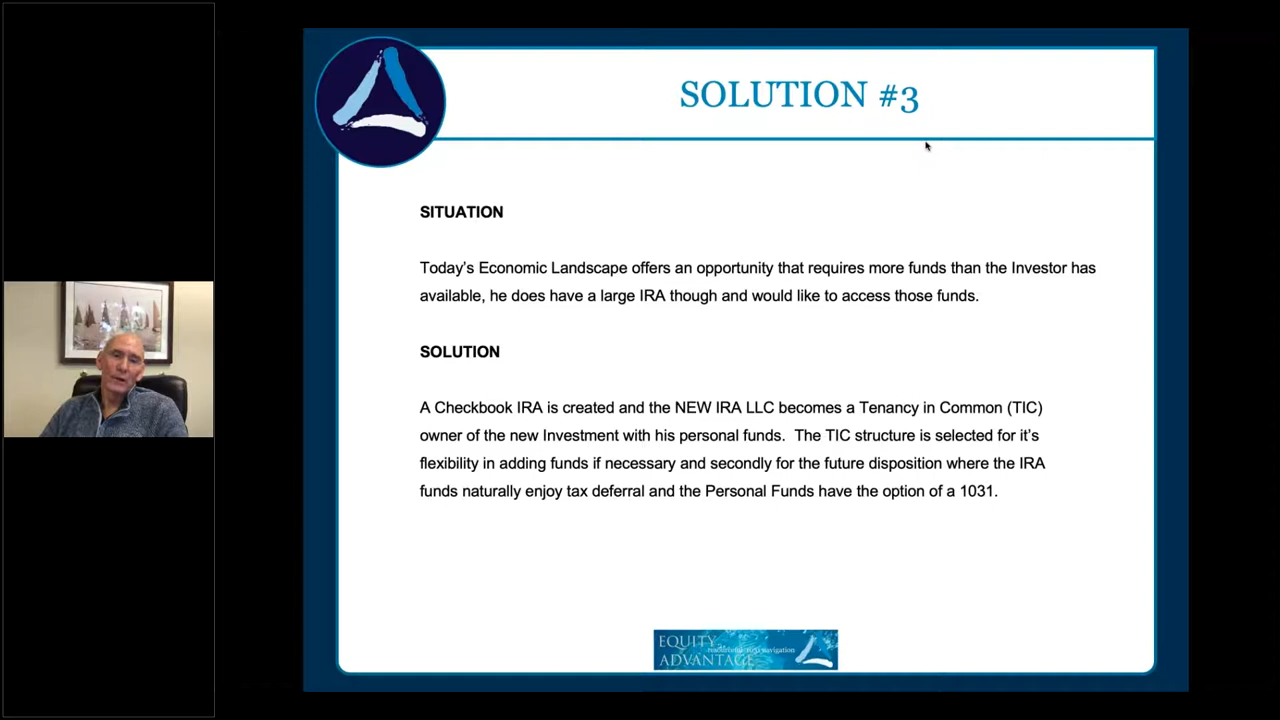 SOLUTION #3
SITUATION
Today's Economic Landscape offers an opportunity that requires more funds than the Investor has
available, he does have a large IRA though and would like to access those funds.
SOLUTION
A Checkbook IRA is created and the NEW IRA LLC becomes a Tenancy in Common (TIC)
owner of the new Investment with his personal funds.  The TIC structure is selected for it's
flexibility in adding funds if necessary and secondly for the future disposition where the IRA
funds naturally enjoy tax deferral and the Personal Funds have the option of a 1031.
EQUITY
navigation
ADVANTAGE